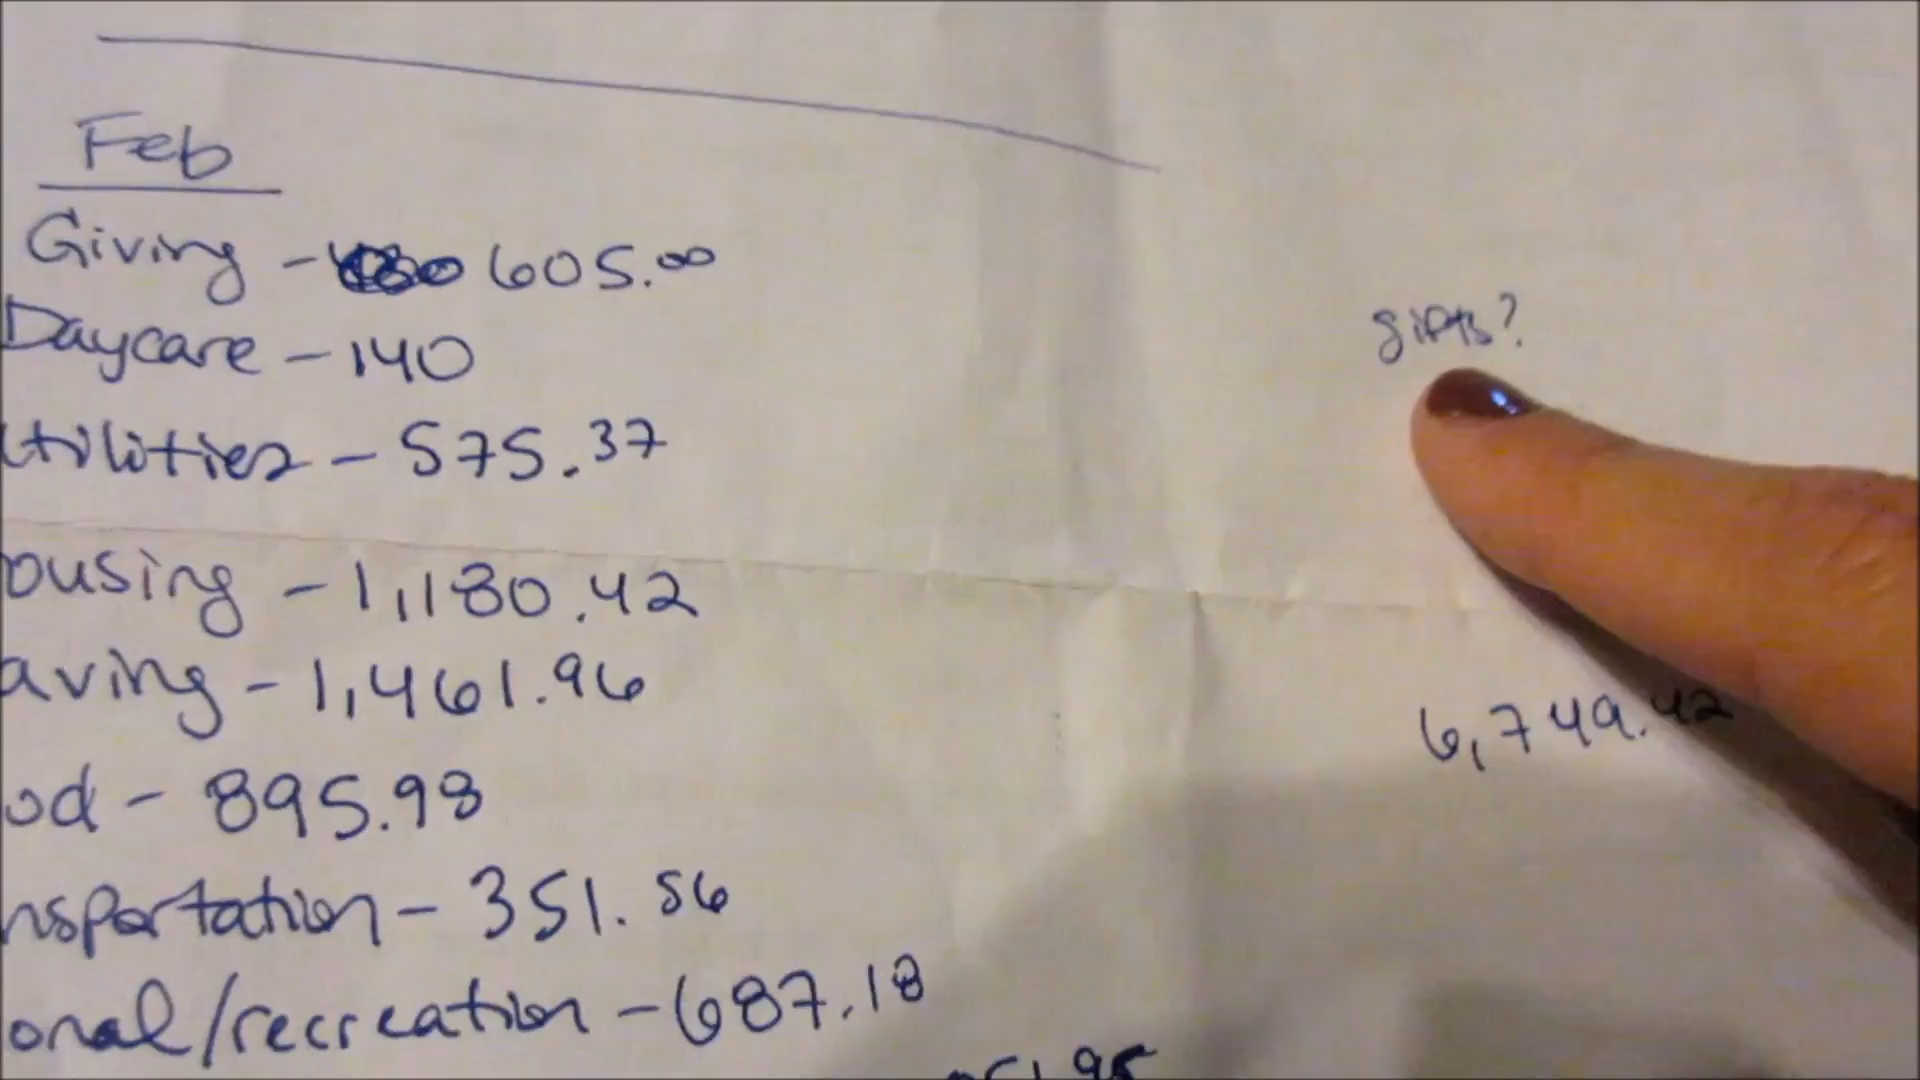 Feb
Giving - 605.00
Daycare - 140
utilities - 575.37
ousing - 1,180.42
aving - 1,461.96
od - 895.98
nsportation - 351.56
onal/recreation - 687.18
gifts?
6,749.42